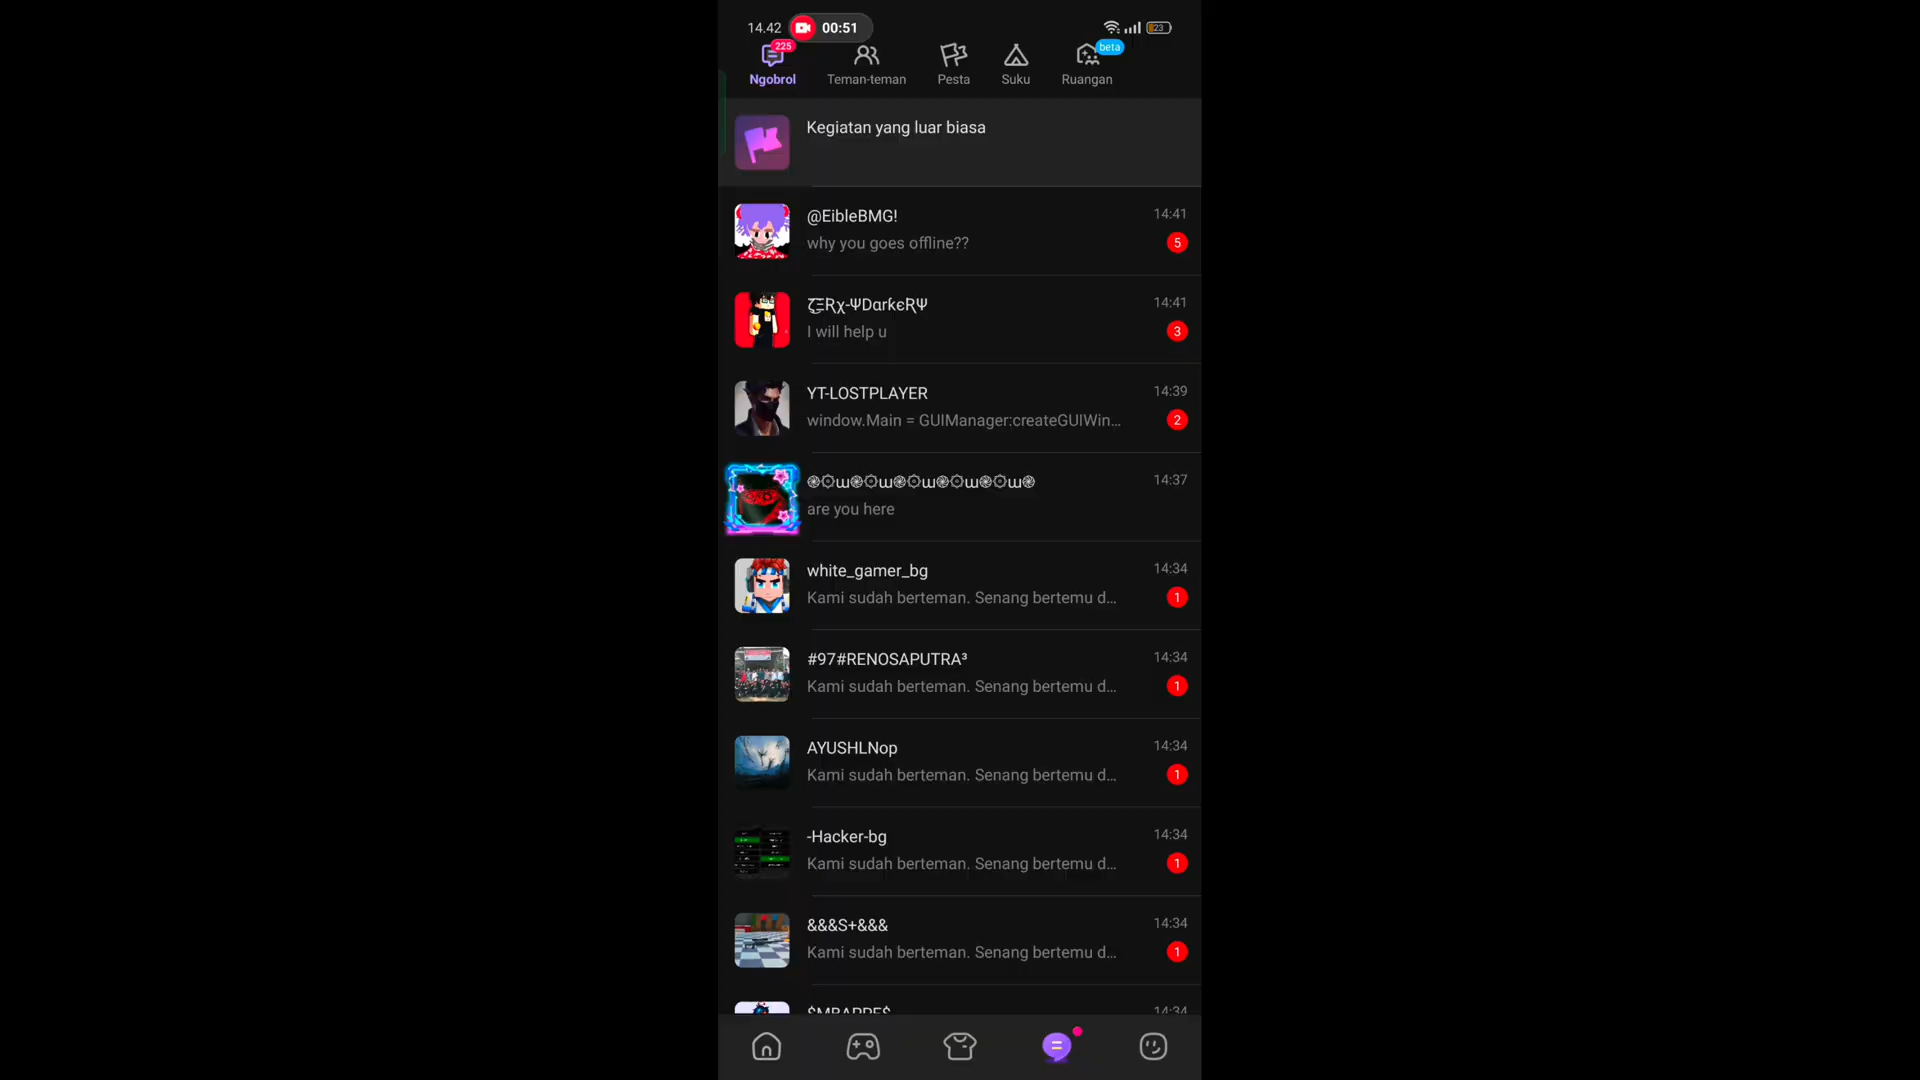 14.42 00:51 23
225 beta
Ngobrol Teman-teman Pesta Suku Ruangan
Kegiatan yang luar biasa
@EibleBMG! 14:41
why you goes offline?? 5
14:41
I will help u 3
YT-LOSTPLAYER 14:39
window.Main = GUIManager:createGUIWin... 2
14:37
are you here
white_gamer_bg 14:34
Kami sudah berteman. Senang bertemu d... 1
#97#RENOSAPUTRA³ 14:34
Kami sudah berteman. Senang bertemu d... 1
AYUSHLNop 14:34
Kami sudah berteman. Senang bertemu d... 1
-Hacker-bg 14:34
Kami sudah berteman. Senang bertemu d... 1
&&&S+&&& 14:34
Kami sudah berteman. Senang bertemu d... 1
$MBAPPE$ 14:34